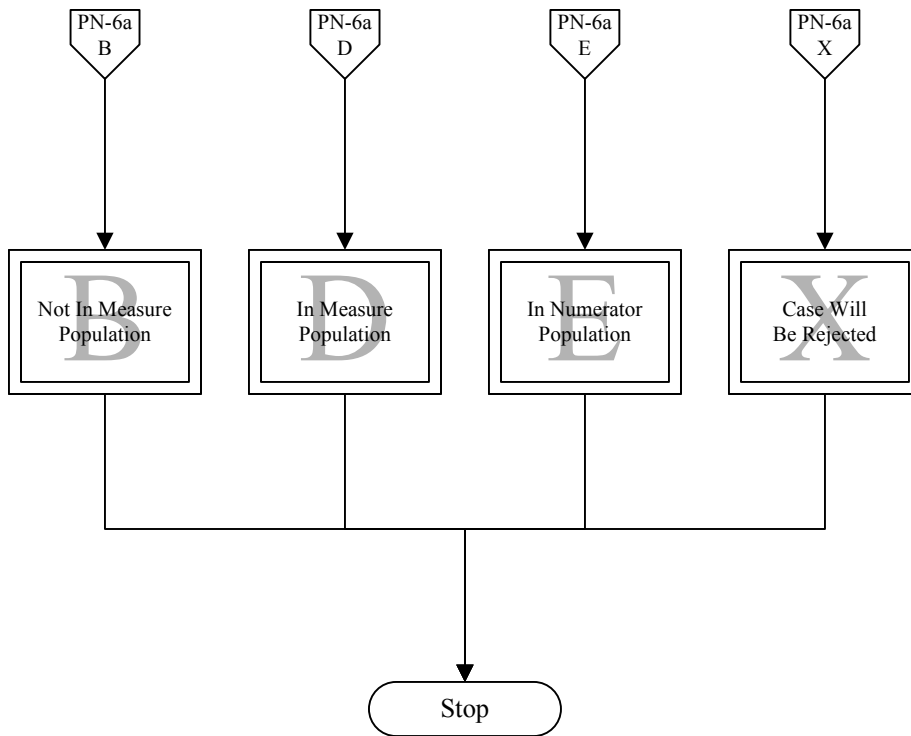 PN-6a
B
PN-6a
D
PN-6a
E
PN-6a
X
B
Not In Measure
Population
D
In Measure
Population
E
In Numerator
Population
X
Case Will
Be Rejected
Stop